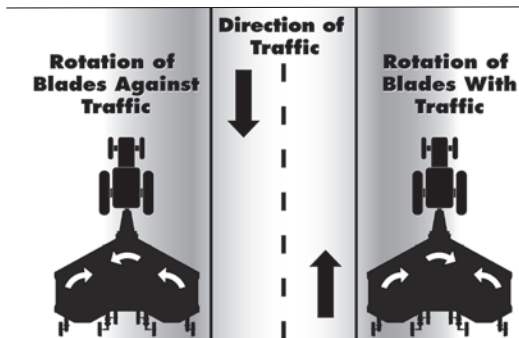 Rotation of
Blades Against
Traffic
Direction of
Traffic
Rotation of
Blades With
Traffic